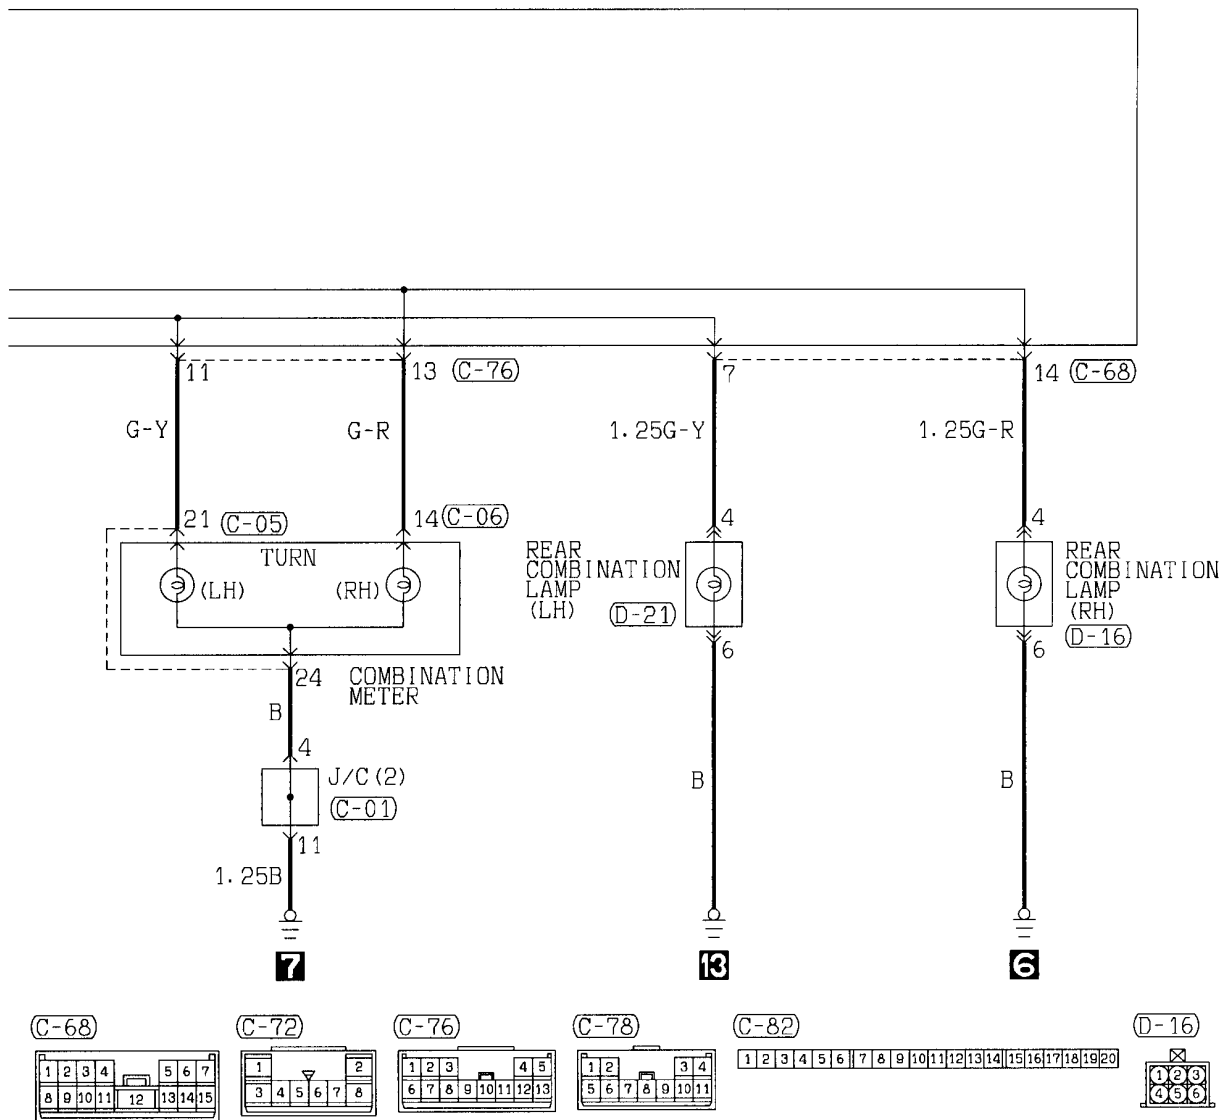 11 13 (C-76) 7 14 (C-68)
G-Y G-R 1.25G-Y 1.25G-R
21 (C-05) 14 (C-06) 4 4
TURN
(LH) (RH)
REAR
COMBINATION
LAMP
(LH)
(D-21)
REAR
COMBINATION
LAMP
(RH)
(D-16)
24 6 6
COMBINATION
METER
B
4
J/C(2)
(C-01)
B B
11
1.25B
7 13 6
(C-68) (C-72) (C-76) (C-78) (C-82) (D-16)
1 2 3 4 5 6 7
8 9 10 11 12 13 14 15
1 2
3 4 5 6 7 8
1 2 3 4 5
6 7 8 9 10 11 12 13
1 2 3 4
5 6 7 8 9 10 11
1 2 3 4 5 6 7 8 9 10 11 12 13 14 15 16 17 18 19 20
1 2 3
4 5 6